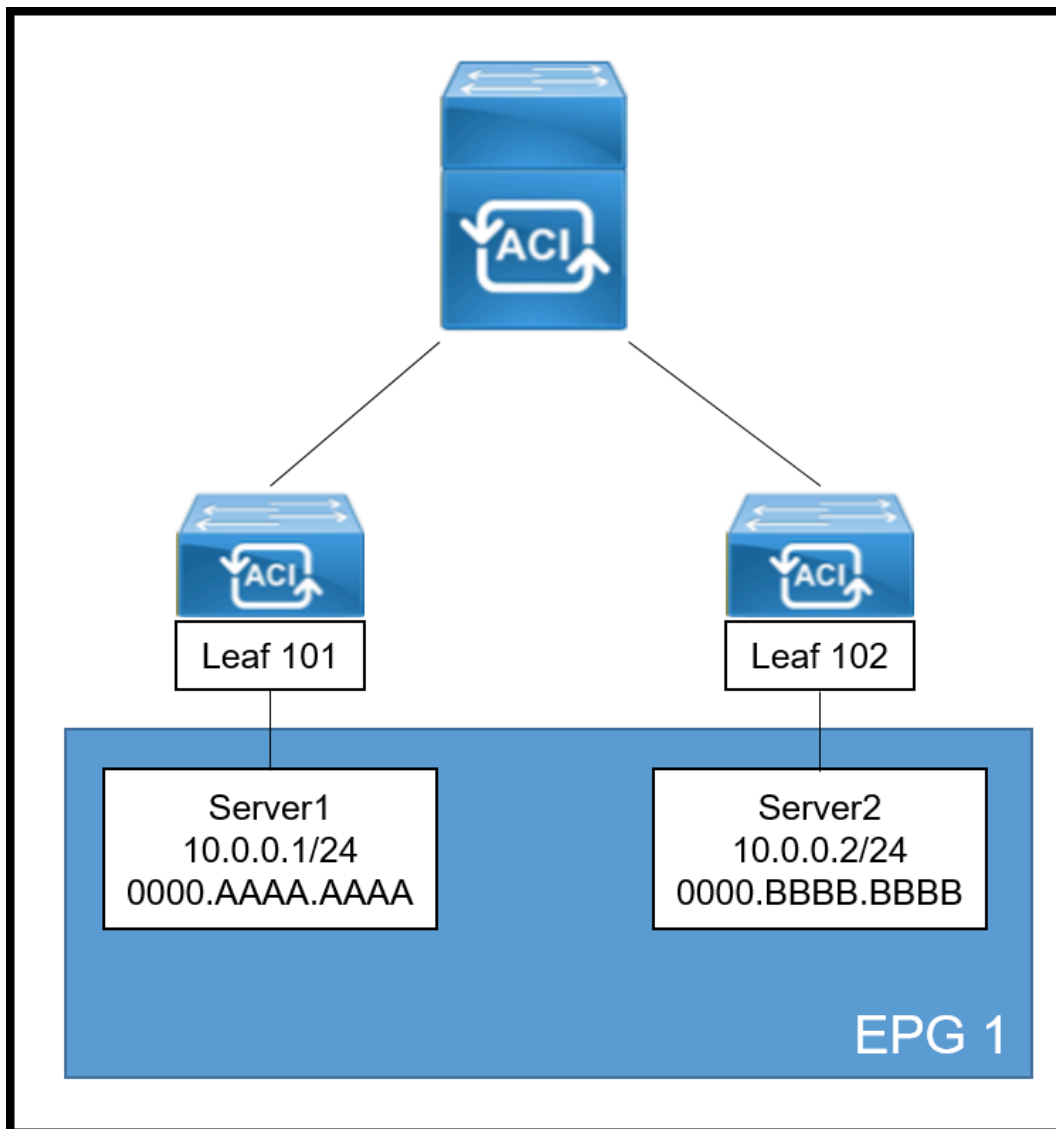 ACI
ACI
ACI
Leaf 101
Leaf 102
Server1
10.0.0.1/24
0000.AAAA.AAAA
Server2
10.0.0.2/24
0000.BBBB.BBBB
EPG 1